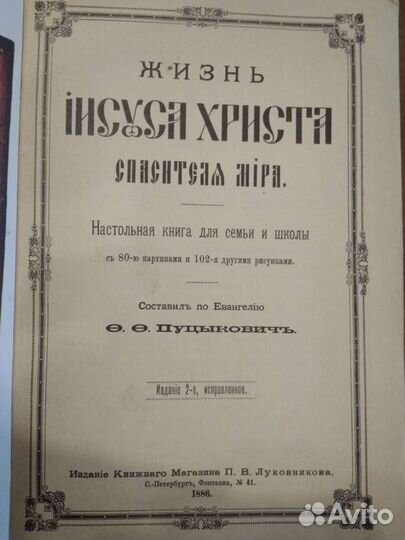 ЖИЗНЬ
ІИСУСА ХРИСТА
СПАСИТЕЛЯ МІРА.
Настольная книга для семьи и школы
съ 80-ю картинами и 102-я другими рисунками.
Составилъ по Евангелію
Ѳ. Ѳ. Пуцыковичъ.
Изданіе 2-е, исправленное.
Изданіе Книжнаго Магазина П. В. Луковникова,
С.-Петербургъ, Фонтанка, № 41.
1886.
Avito